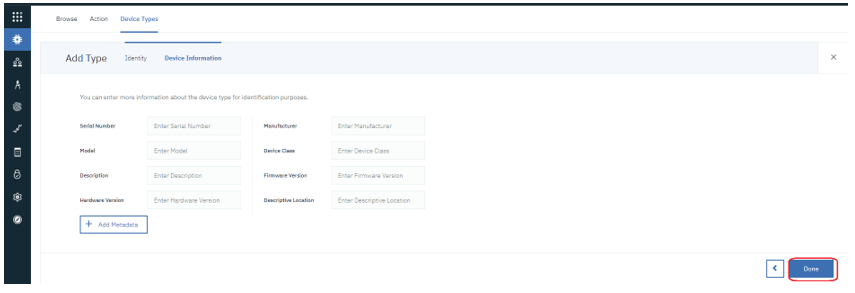 Browse Action Device Types
Add Type Identity Device Information
You can enter more information about the device type for identification purposes.
Serial Number Enter Serial Number Manufacturer Enter Manufacturer
Model Enter Model Device Class Enter Device Class
Description Enter Description Firmware Version Enter Firmware Version
Hardware Version Enter Hardware Version Descriptive Location Enter Descriptive Location
+ Add Metadata
Done